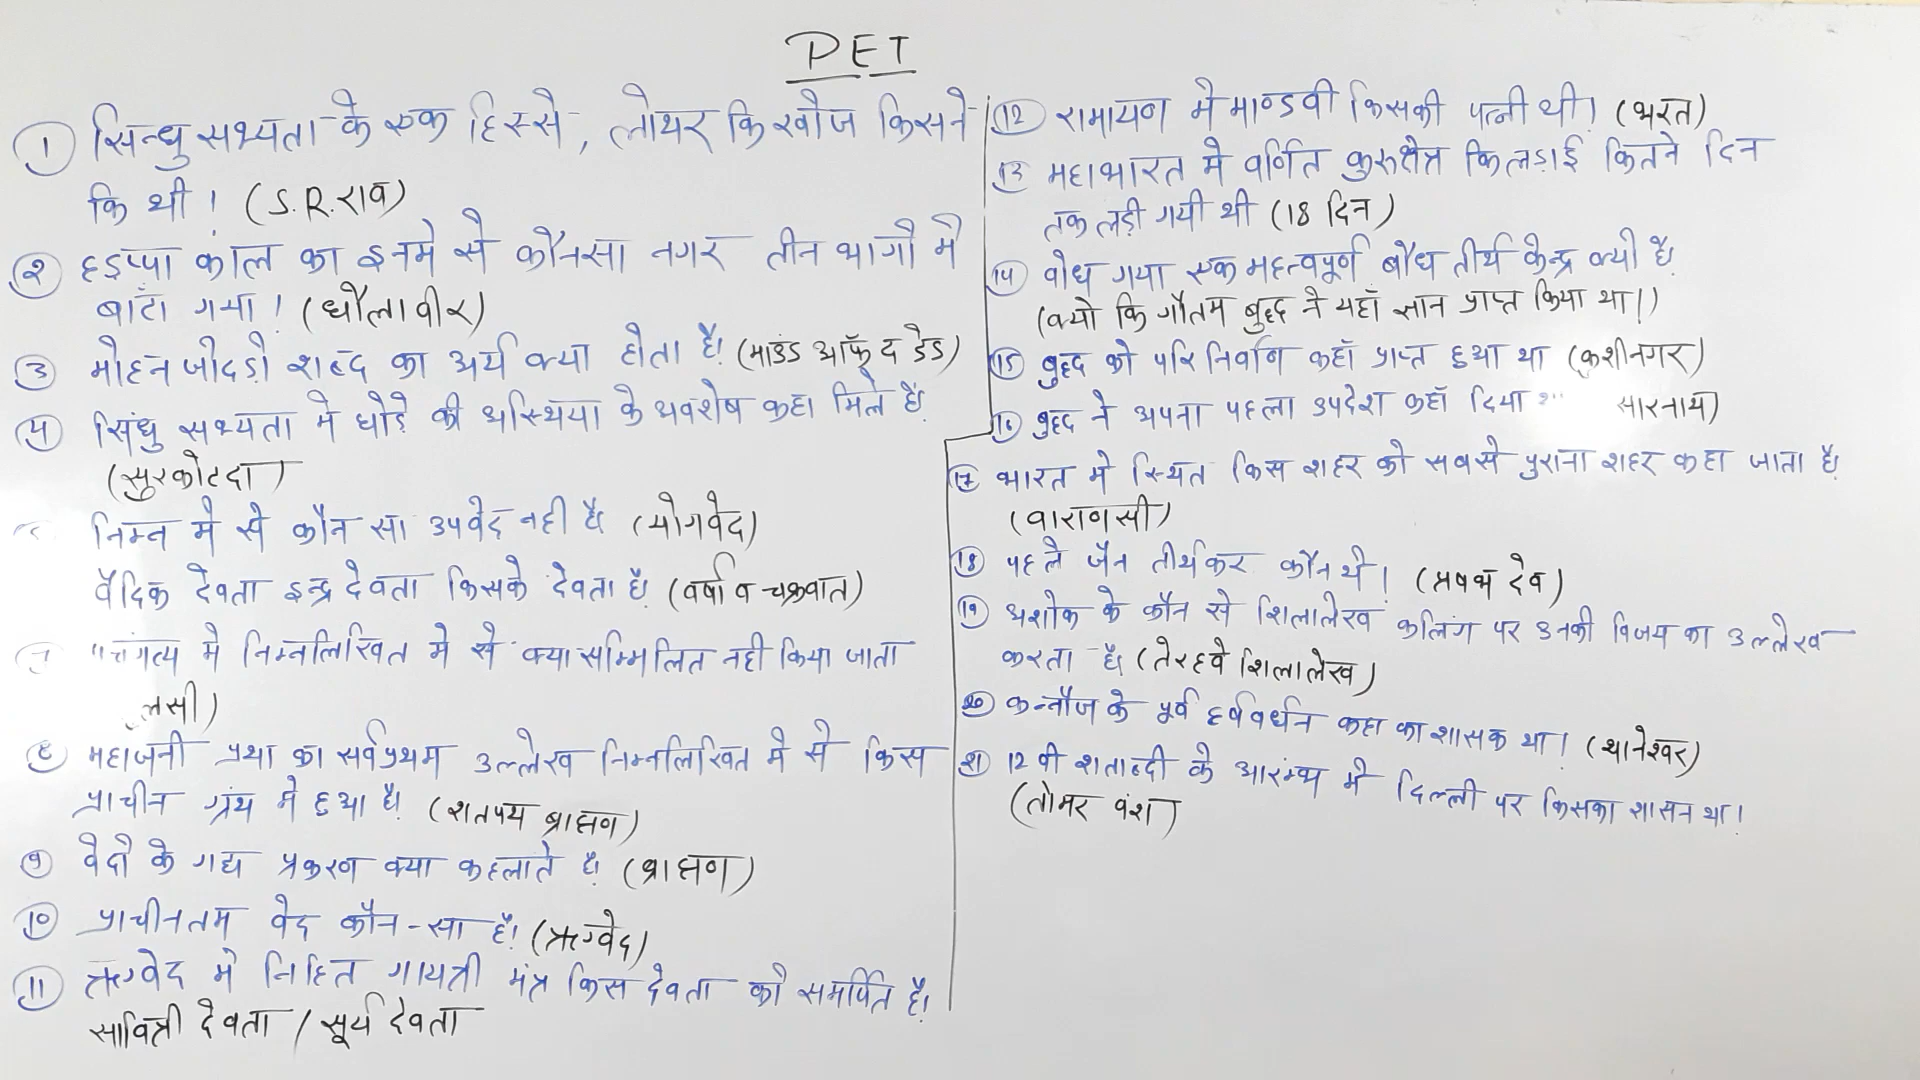 PET
① सिन्धु सभ्यता के एक हिस्से, लोथर कि खोज किसने
कि थी। (S.R.राव)
② हडप्पा काल का इनमे से कौनसा नगर तीन भागो मे
बाँटा गया। (धौलावीर)
③ मोहन जोदड़ो शब्द का अर्थ क्या होता है। (माउंड ऑफ द डेड)
④ सिंधु सभ्यता मे घोड़े की अस्थिया के अवशेष कहा मिले है।
(सुरकोटदा)
निम्न मे से कौन सा उपवेद नही है। (योगवेद)
वैदिक देवता इन्द्र देवता किसके देवता है। (वर्षा व चक्रवात)
मे निम्नलिखित मे से क्या सम्मिलित नही किया जाता
लसी)
⑧ महाजनी प्रथा का सर्वप्रथम उल्लेख निम्नलिखित मे से किस
प्राचीन ग्रंथ मे हुआ है। (शतपथ ब्राह्मण)
⑨ वेदो के गद्य प्रकरण क्या कहलाते है। (ब्राह्मण)
⑩ प्राचीनतम वेद कौन-सा है। (ऋग्वेद)
⑪ ऋग्वेद मे निहित गायत्री मंत्र किस देवता को समर्पित है।
सावित्री देवता / सूर्य देवता
⑫ रामायण मे माण्डवी किसकी पत्नी थी। (भरत)
⑬ महाभारत मे वर्णित कुरुक्षेत्र कि लड़ाई कितने दिन
तक लड़ी गयी थी (18 दिन)
⑭ वोध गया एक महत्वपूर्ण बौध तीर्थ केन्द्र क्यो है।
(क्यो कि गौतम बुद्ध ने यहाँ ज्ञान प्राप्त किया था।)
⑮ बुद्ध को परिनिर्वाण कहाँ प्राप्त हुआ था (कुशीनगर)
⑯ बुद्ध ने अपना पहला उपदेश कहाँ दिया सारनाथ)
⑰ भारत मे स्थित किस शहर को सबसे पुराना शहर कहा जाता है।
(वाराणसी)
⑱ पहले जैन तीर्थकर कौन थे। (ऋषभ देव)
⑲ अशोक के कौन से शिलालेख कलिंग पर उनकी विजय का उल्लेख
करता है। (तेरहवे शिलालेख)
⑳ कन्नौज के पूर्व हर्षवर्धन कहा का शासक था। (थानेश्वर)
㉑ 12 वी शताब्दी के आरम्भ मे दिल्ली पर किसका शासन था।
(तोमर वंश)